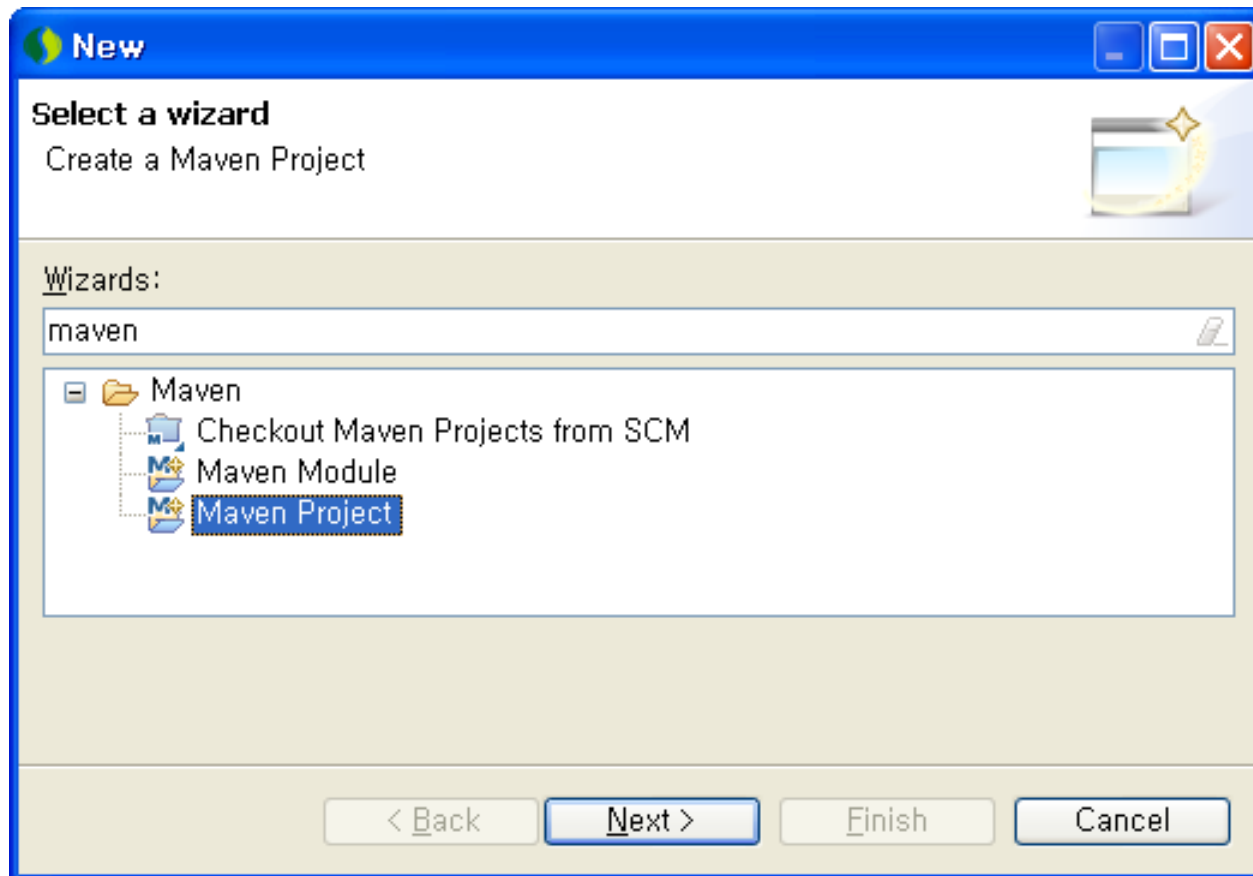 New
Select a wizard
Create a Maven Project
Wizards:
maven
Maven
Checkout Maven Projects from SCM
Maven Module
Maven Project
< Back
Next >
Finish
Cancel